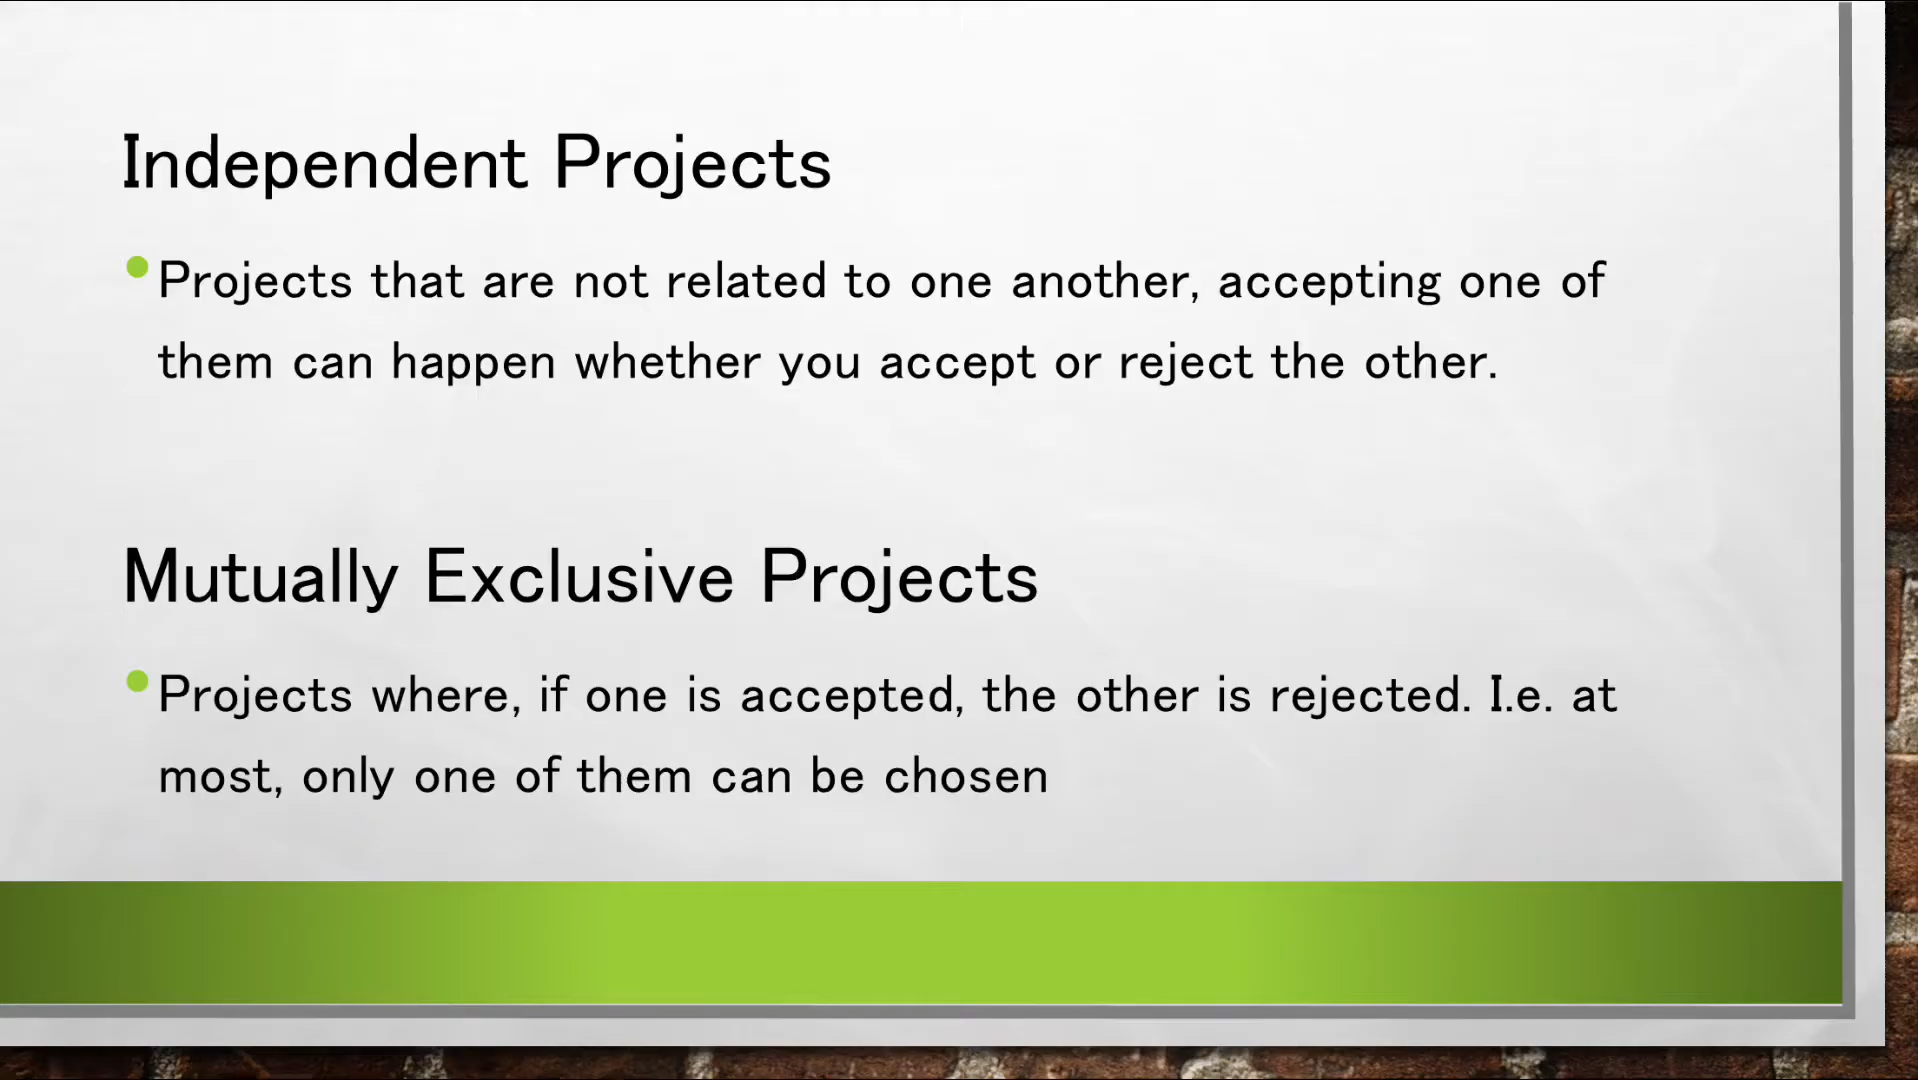 Independent Projects
Projects that are not related to one another, accepting one of
them can happen whether you accept or reject the other.
Mutually Exclusive Projects
Projects where, if one is accepted, the other is rejected. I.e. at
most, only one of them can be chosen